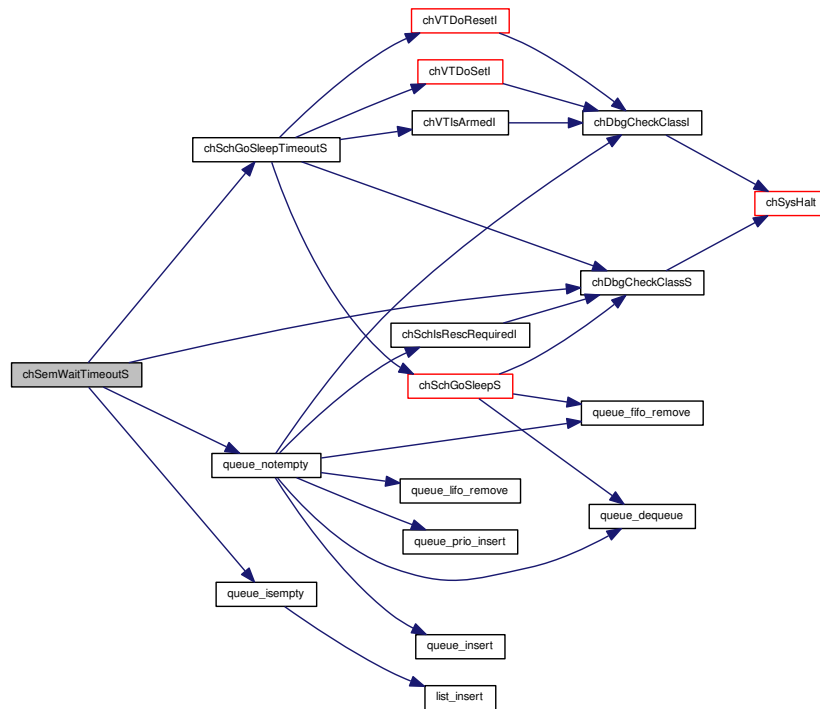 chVTDoResetI
chVTDoSetI
chVTIsArmedI
chDbgCheckClassI
chSchGoSleepTimeoutS
chSysHalt
chDbgCheckClassS
chSchIsRescRequiredI
chSemWaitTimeoutS
chSchGoSleepS
queue_fifo_remove
queue_notempty
queue_lifo_remove
queue_dequeue
queue_prio_insert
queue_isempty
queue_insert
list_insert